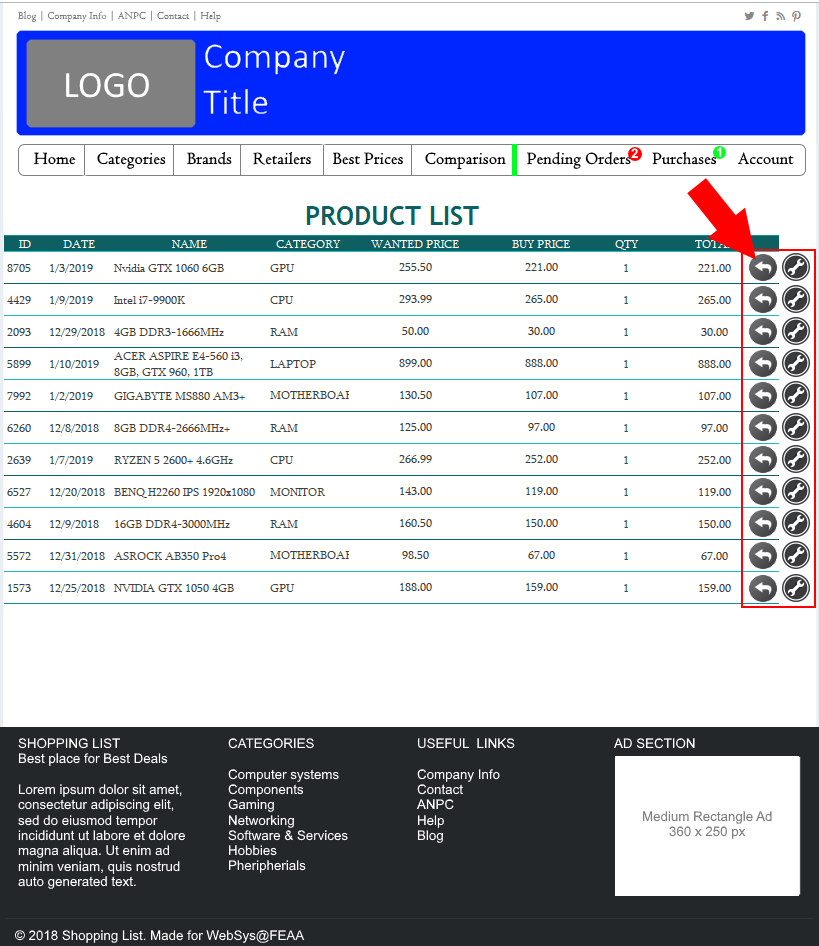 Blog | Company Info | ANPC | Contact | Help
LOGO
Company
Title
Home Categories Brands Retailers Best Prices Comparison Pending Orders 2 Purchases 1 Account
PRODUCT LIST
ID DATE NAME CATEGORY WANTED PRICE BUY PRICE QTY TOTA
8705 1/3/2019 Nvidia GTX 1060 6GB GPU 255.50 221.00 1 221.00
4429 1/9/2019 Intel i7-9900K CPU 293.99 265.00 1 265.00
2093 12/29/2018 4GB DDR3-1666MHz RAM 50.00 30.00 1 30.00
5899 1/10/2019 ACER ASPIRE E4-560 i3, 8GB, GTX 960, 1TB LAPTOP 899.00 888.00 1 888.00
7992 1/2/2019 GIGABYTE MS880 AM3+ MOTHERBOAR 130.50 107.00 1 107.00
6260 12/8/2018 8GB DDR4-2666MHz+ RAM 125.00 97.00 1 97.00
2639 1/7/2019 RYZEN 5 2600+ 4.6GHz CPU 266.99 252.00 1 252.00
6527 12/20/2018 BENQ H2260 IPS 1920x1080 MONITOR 143.00 119.00 1 119.00
4604 12/9/2018 16GB DDR4-3000MHz RAM 160.50 150.00 1 150.00
5572 12/31/2018 ASROCK AB350 Pro4 MOTHERBOAR 98.50 67.00 1 67.00
1573 12/25/2018 NVIDIA GTX 1050 4GB GPU 188.00 159.00 1 159.00
SHOPPING LIST
Best place for Best Deals
Lorem ipsum dolor sit amet,
consectetur adipiscing elit,
sed do eiusmod tempor
incididunt ut labore et dolore
magna aliqua. Ut enim ad
minim veniam, quis nostrud
auto generated text.
CATEGORIES
Computer systems
Components
Gaming
Networking
Software & Services
Hobbies
Pheripherials
USEFUL LINKS
Company Info
Contact
ANPC
Help
Blog
AD SECTION
Medium Rectangle Ad
360 x 250 px
© 2018 Shopping List. Made for WebSys@FEAA